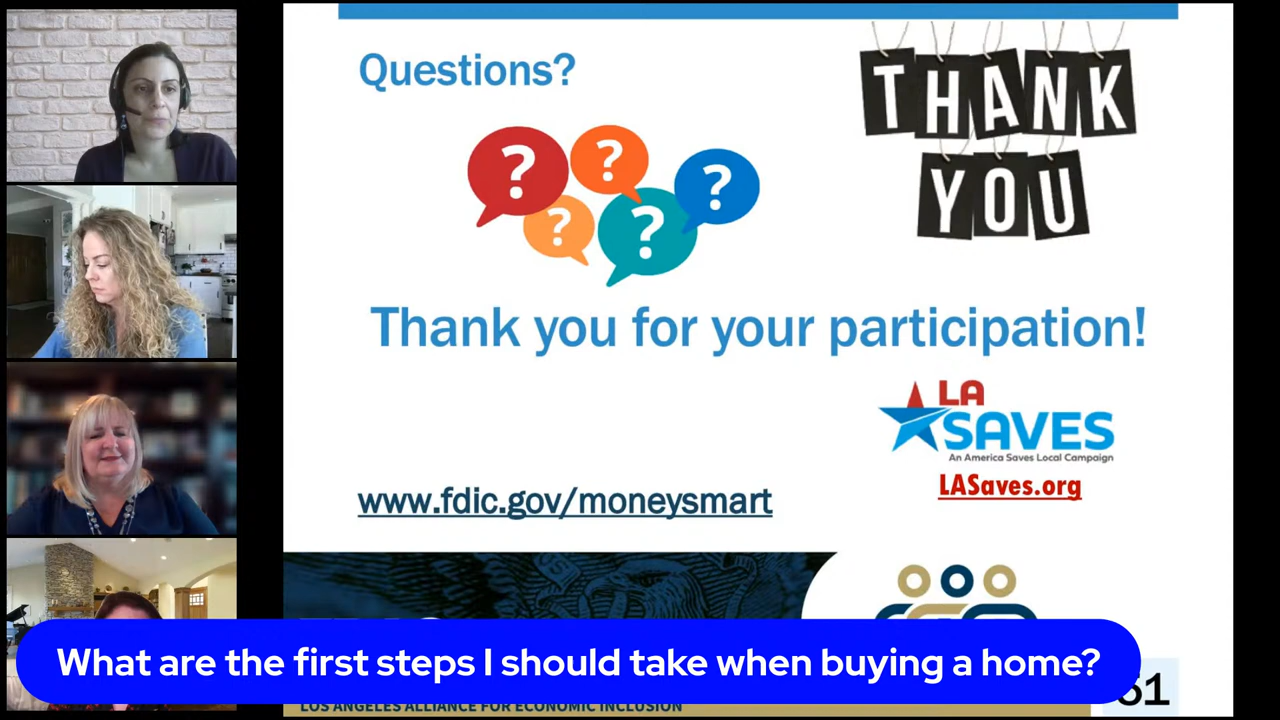 Questions?
THANK
YOU
? ? ? ? ?
Thank you for your participation!
LA
SAVES
An America Saves Local Campaign
LASaves.org
www.fdic.gov/moneysmart
What are the first steps I should take when buying a home?
LOS ANGELES ALLIANCE FOR ECONOMIC INCLUSION